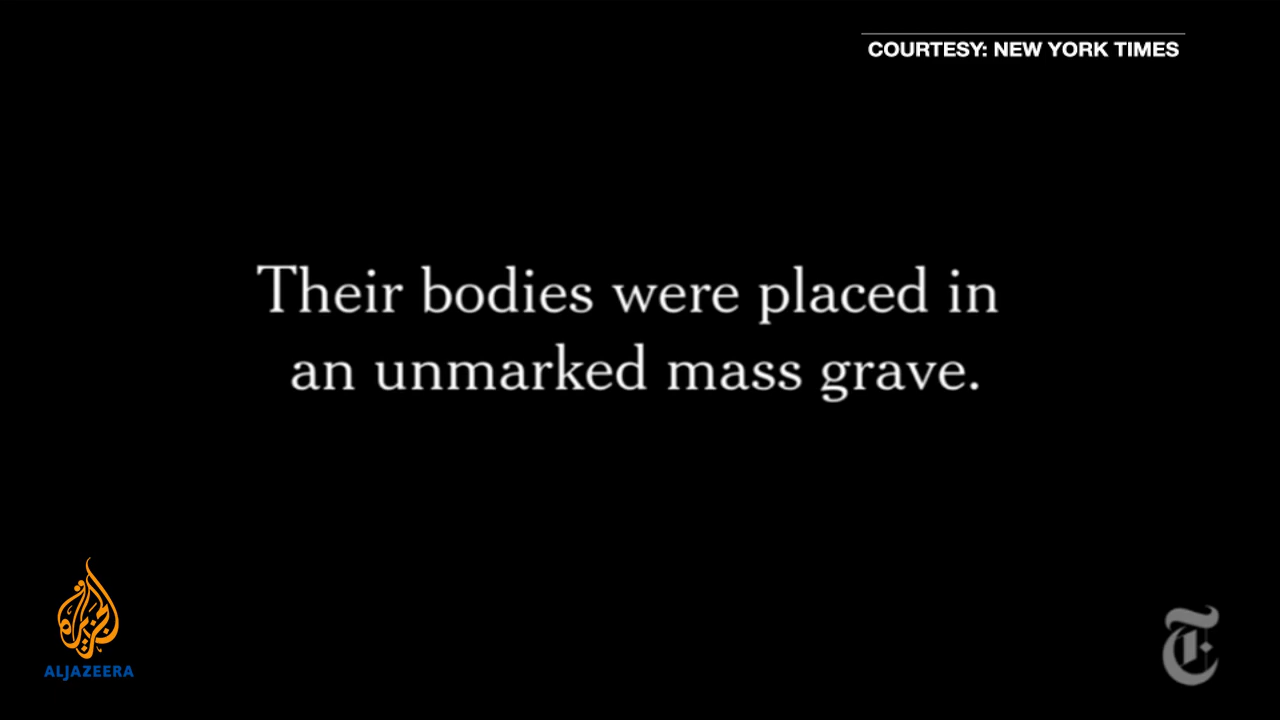 COURTESY: NEW YORK TIMES
Their bodies were placed in
an unmarked mass grave.
الجزيرة
ALJAZEERA
T